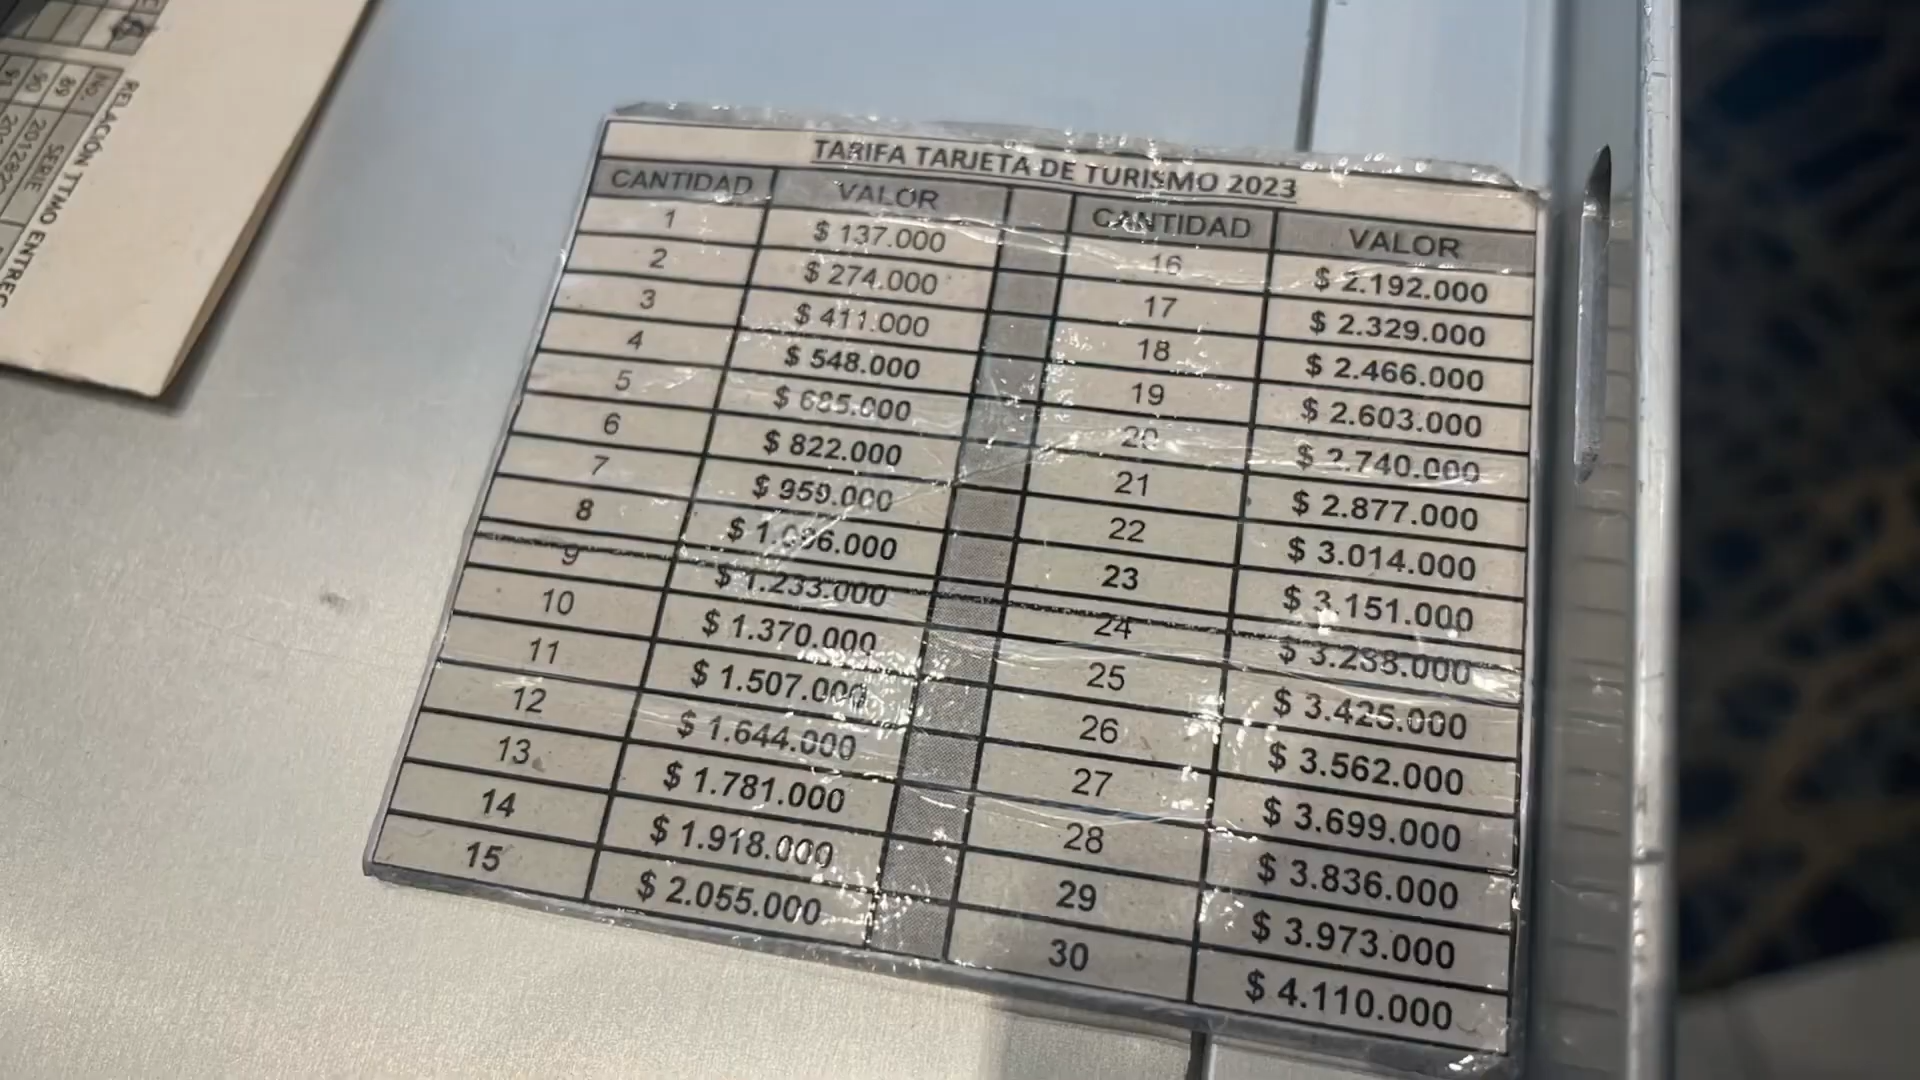 TARIFA TARJETA DE TURISMO 2023
CANTIDAD VALOR CANTIDAD VALOR
1 $ 137.000 16 $ 2.192.000
2 $ 274.000 17 $ 2.329.000
3 $ 411.000 18 $ 2.466.000
4 $ 548.000 19 $ 2.603.000
5 $ 685.000 20 $ 2.740.000
6 $ 822.000 21 $ 2.877.000
7 $ 959.000 22 $ 3.014.000
8 $ 1.096.000 23 $ 3.151.000
9 $ 1.233.000 24 $ 3.288.000
10 $ 1.370.000 25 $ 3.425.000
11 $ 1.507.000 26 $ 3.562.000
12 $ 1.644.000 27 $ 3.699.000
13 $ 1.781.000 28 $ 3.836.000
14 $ 1.918.000 29 $ 3.973.000
15 $ 2.055.000 30 $ 4.110.000
RELACIÓN TTMO
No. SERIE
89
90
91